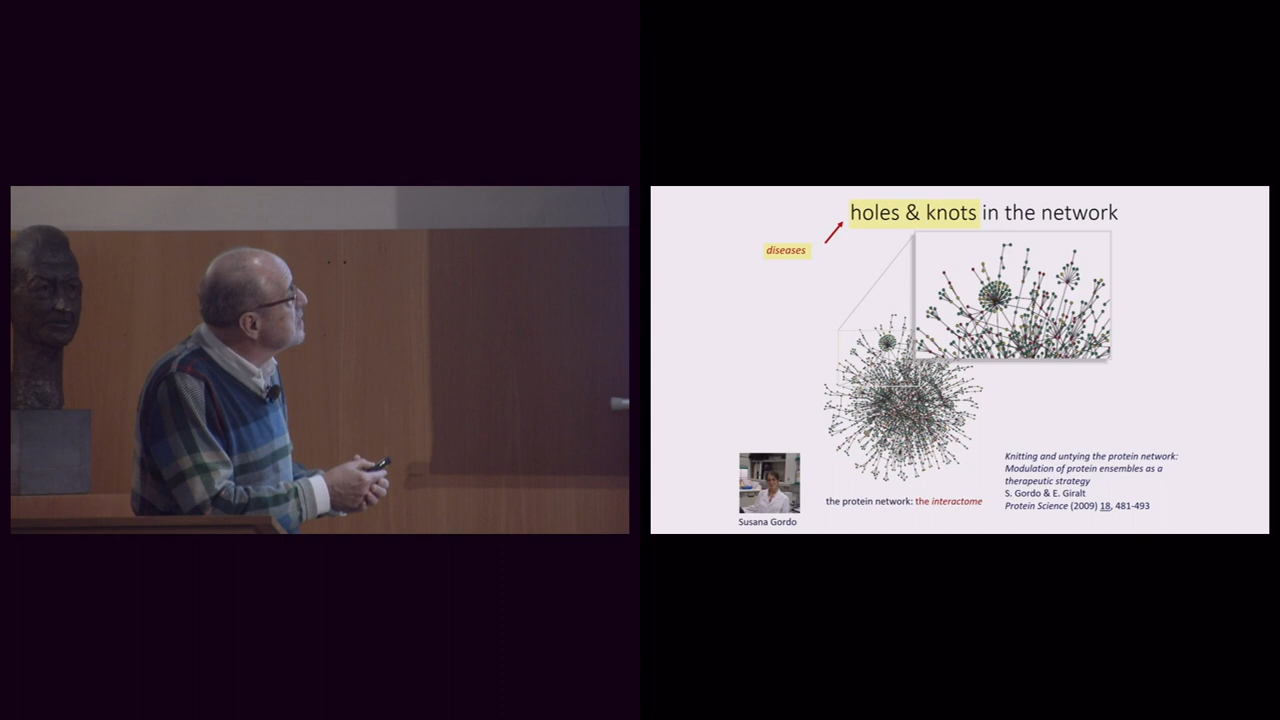 holes & knots in the network
diseases
Knitting and untying the protein network:
Modulation of protein ensembles as a
therapeutic strategy
S. Gordo & E. Giralt
Protein Science (2009) 18, 481-493
the protein network: the interactome
Susana Gordo